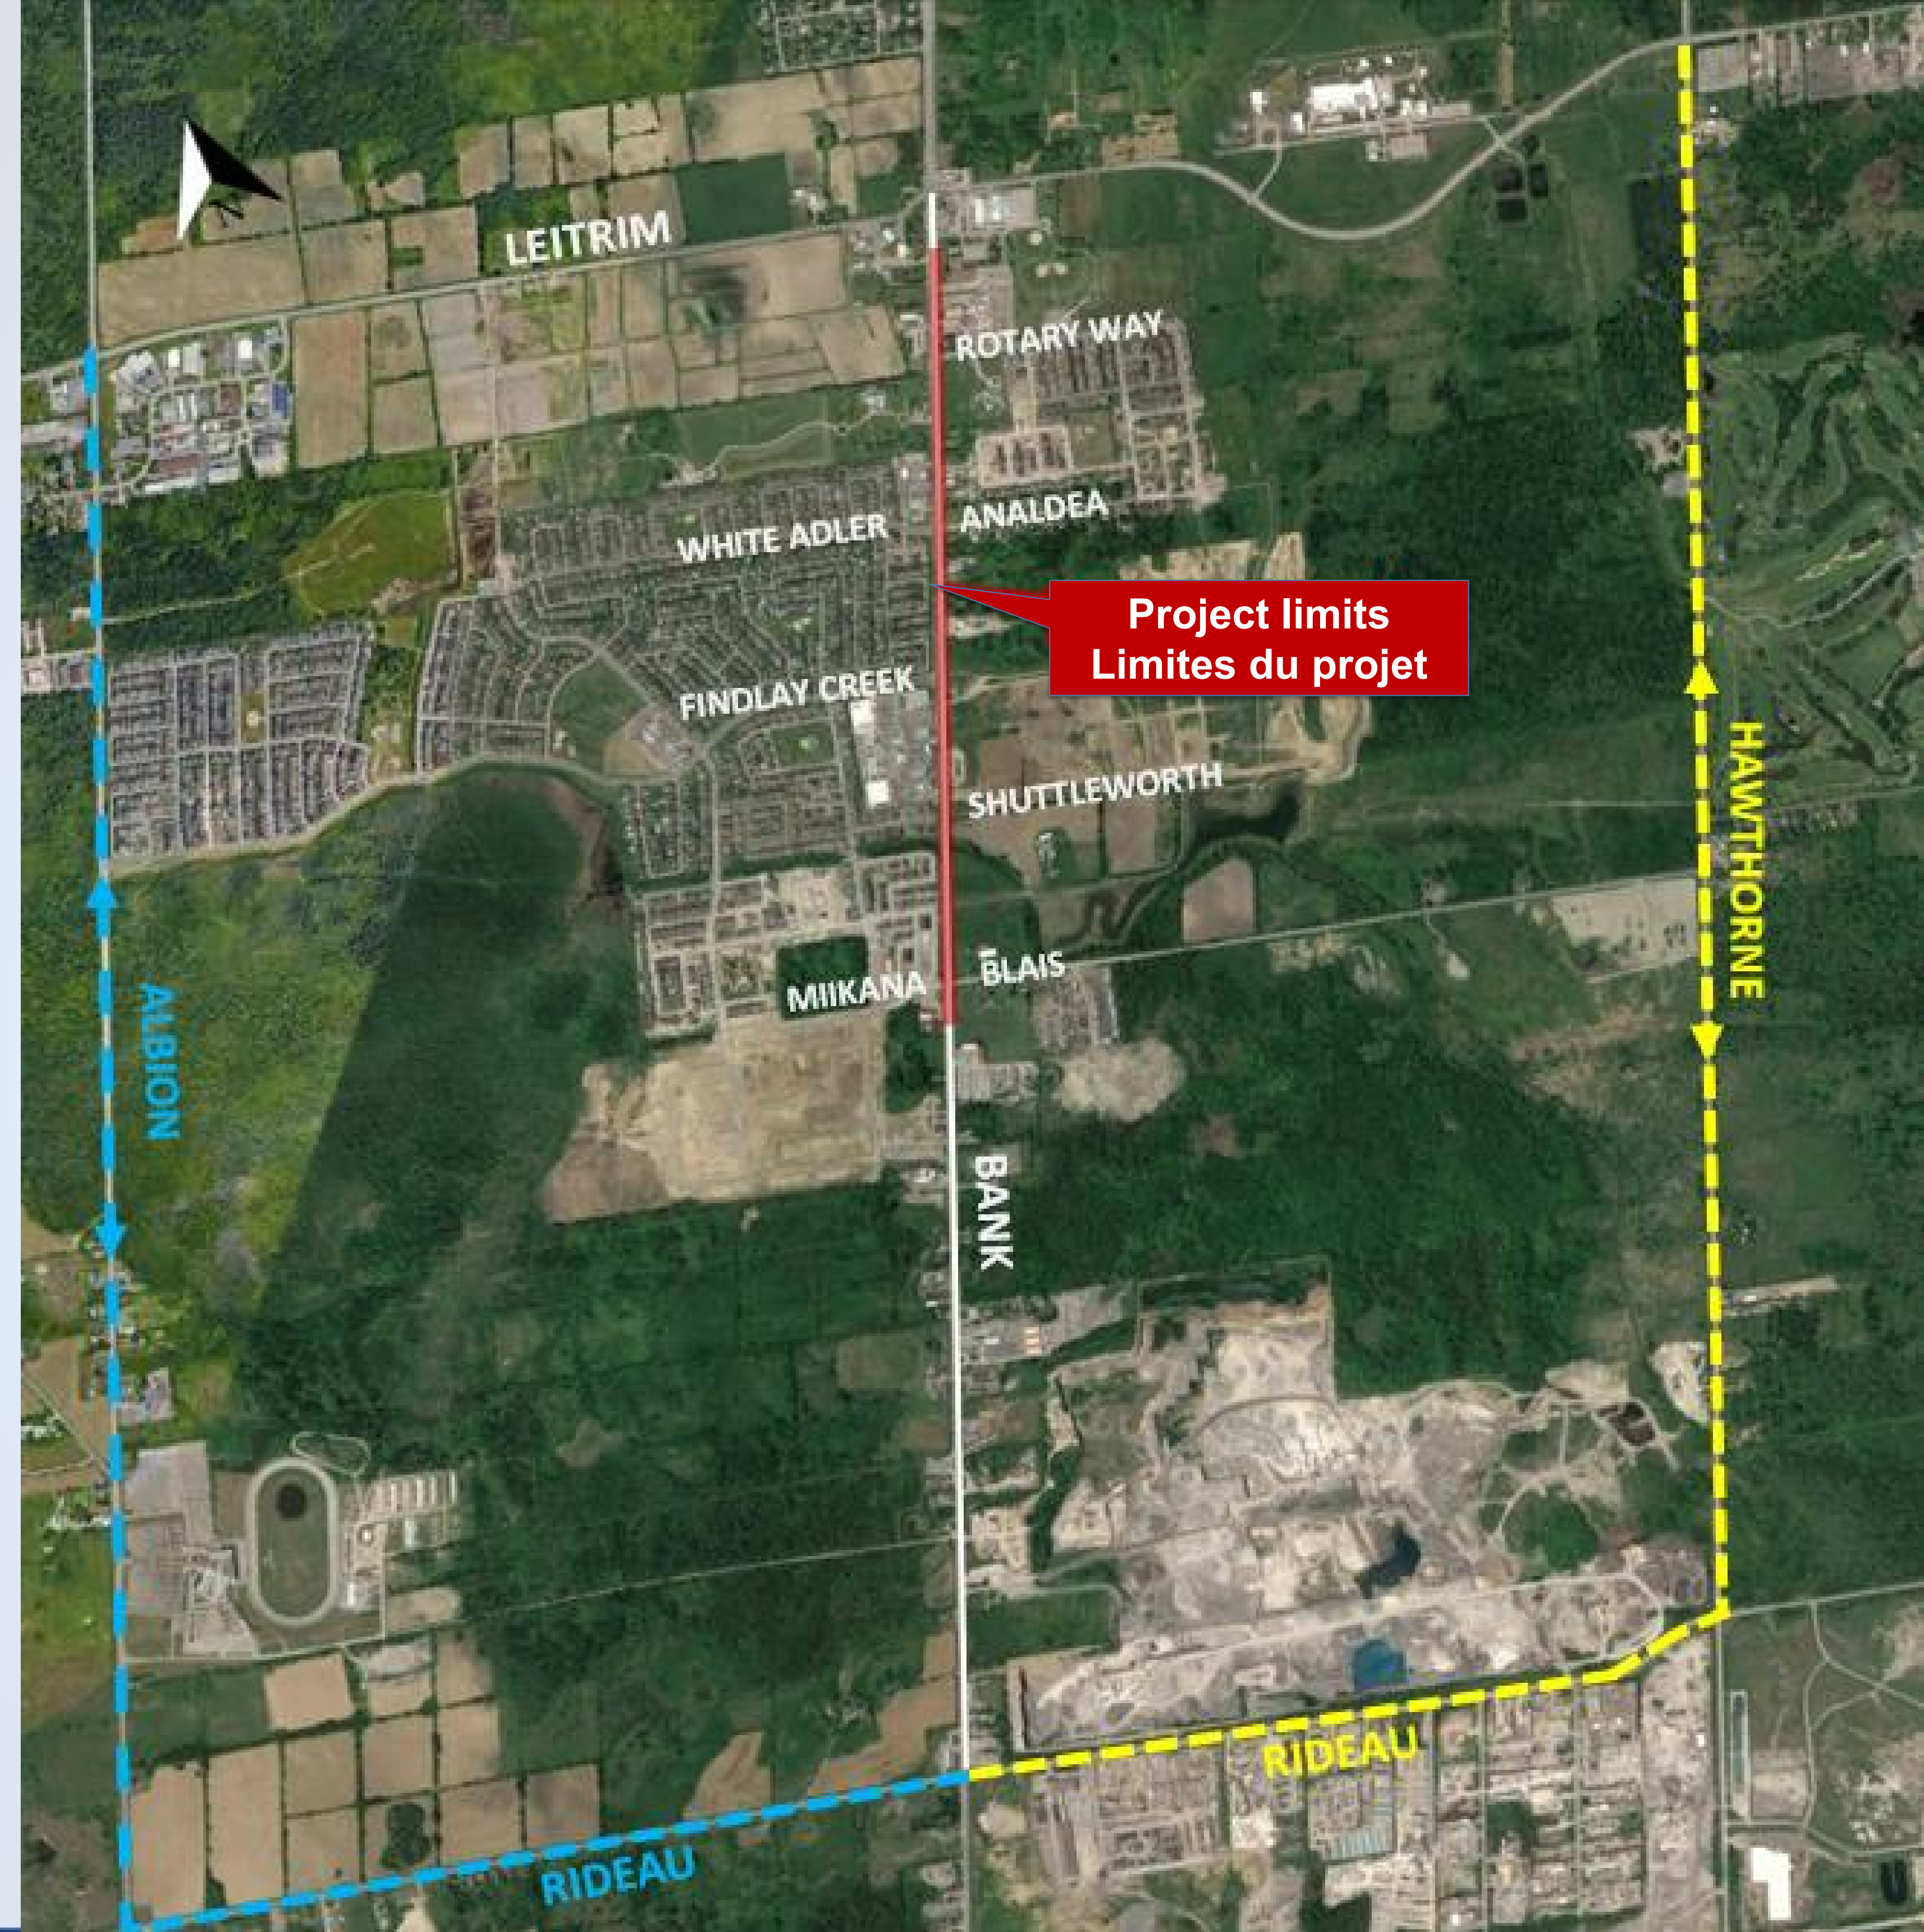 N
LEITRIM
ROTARY WAY
WHITE ADLER
ANALDEA
Project limits
Limites du projet
FINDLAY CREEK
SHUTTLEWORTH
HAWTHORNE
BLAIS
MIIKANA
ALBION
BANK
RIDEAU
RIDEAU